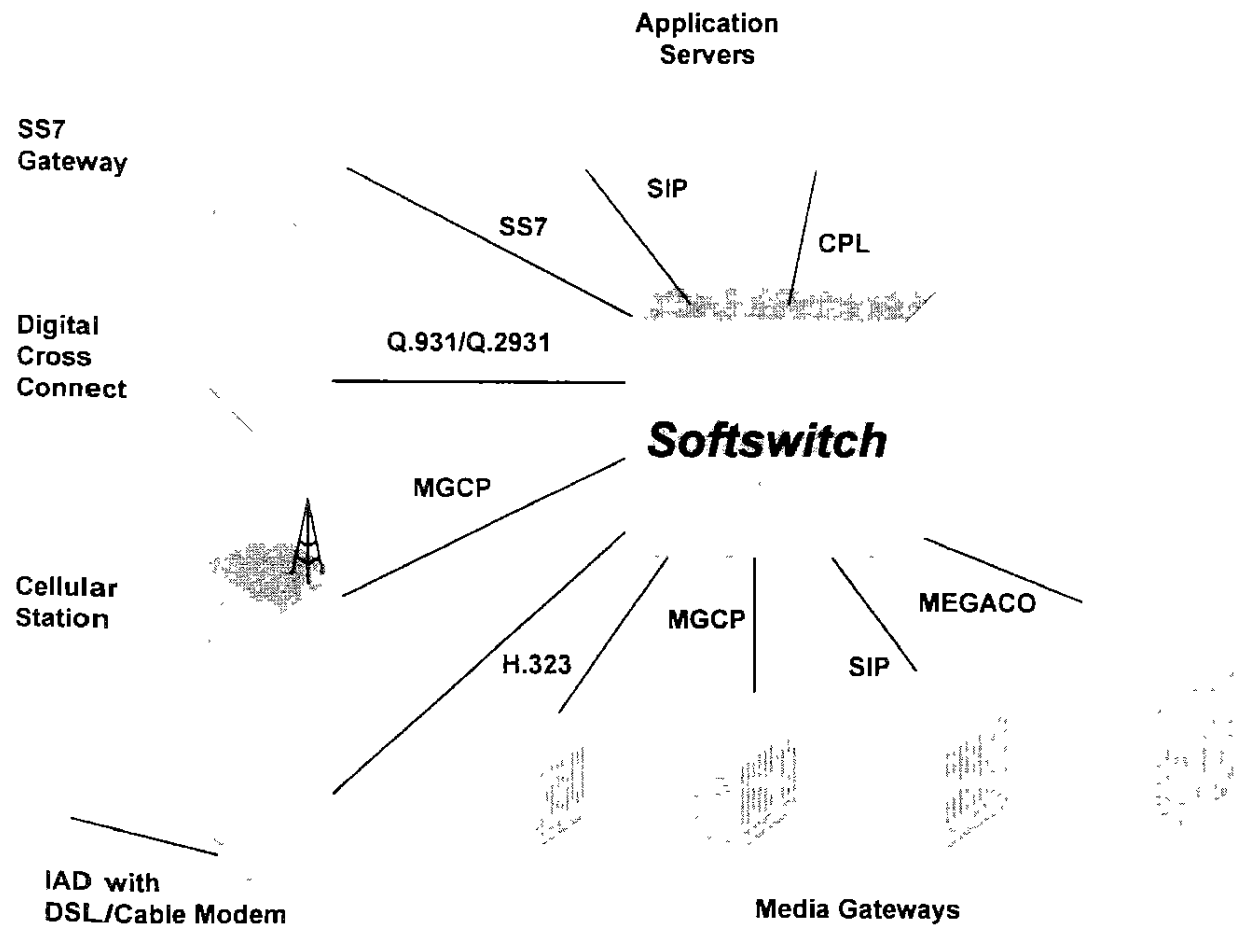 Application
Servers
SS7
Gateway
SIP
SS7
CPL
Digital
Cross
Connect
Q.931/Q.2931
Softswitch
MGCP
Cellular
Station
MEGACO
MGCP
H.323
SIP
IAD with
DSL/Cable Modem
Media Gateways